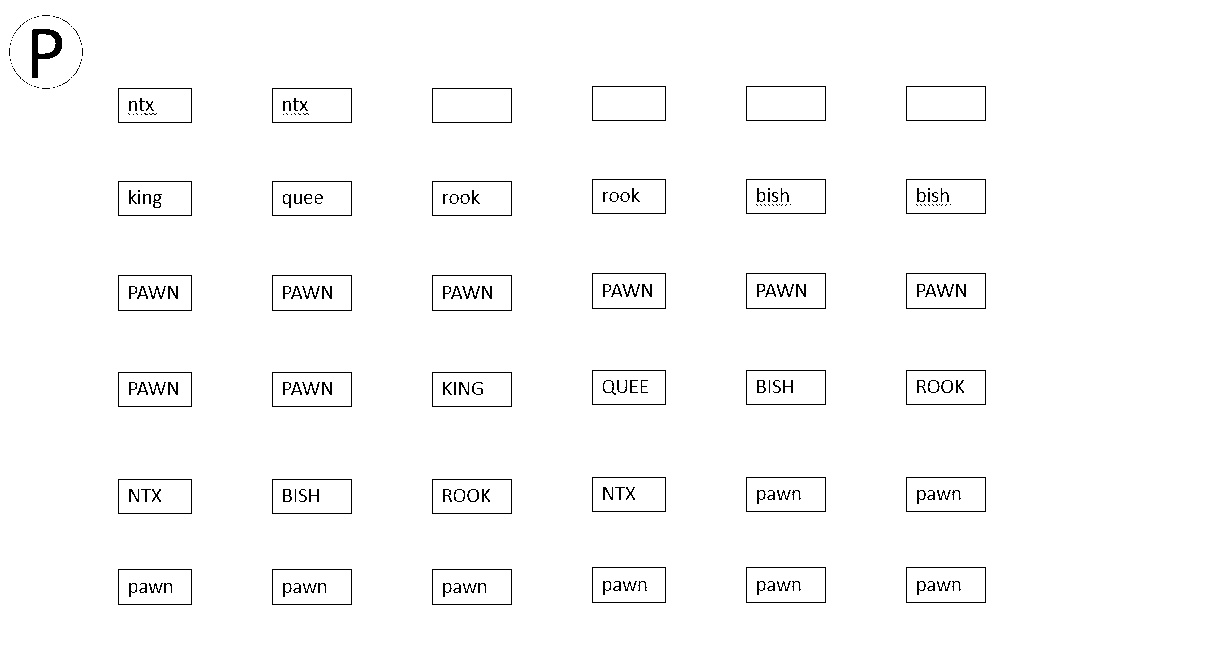 P
ntx ntx
king quee rook rook bish bish
PAWN PAWN PAWN PAWN PAWN PAWN
PAWN PAWN KING QUEE BISH ROOK
NTX BISH ROOK NTX pawn pawn
pawn pawn pawn pawn pawn pawn